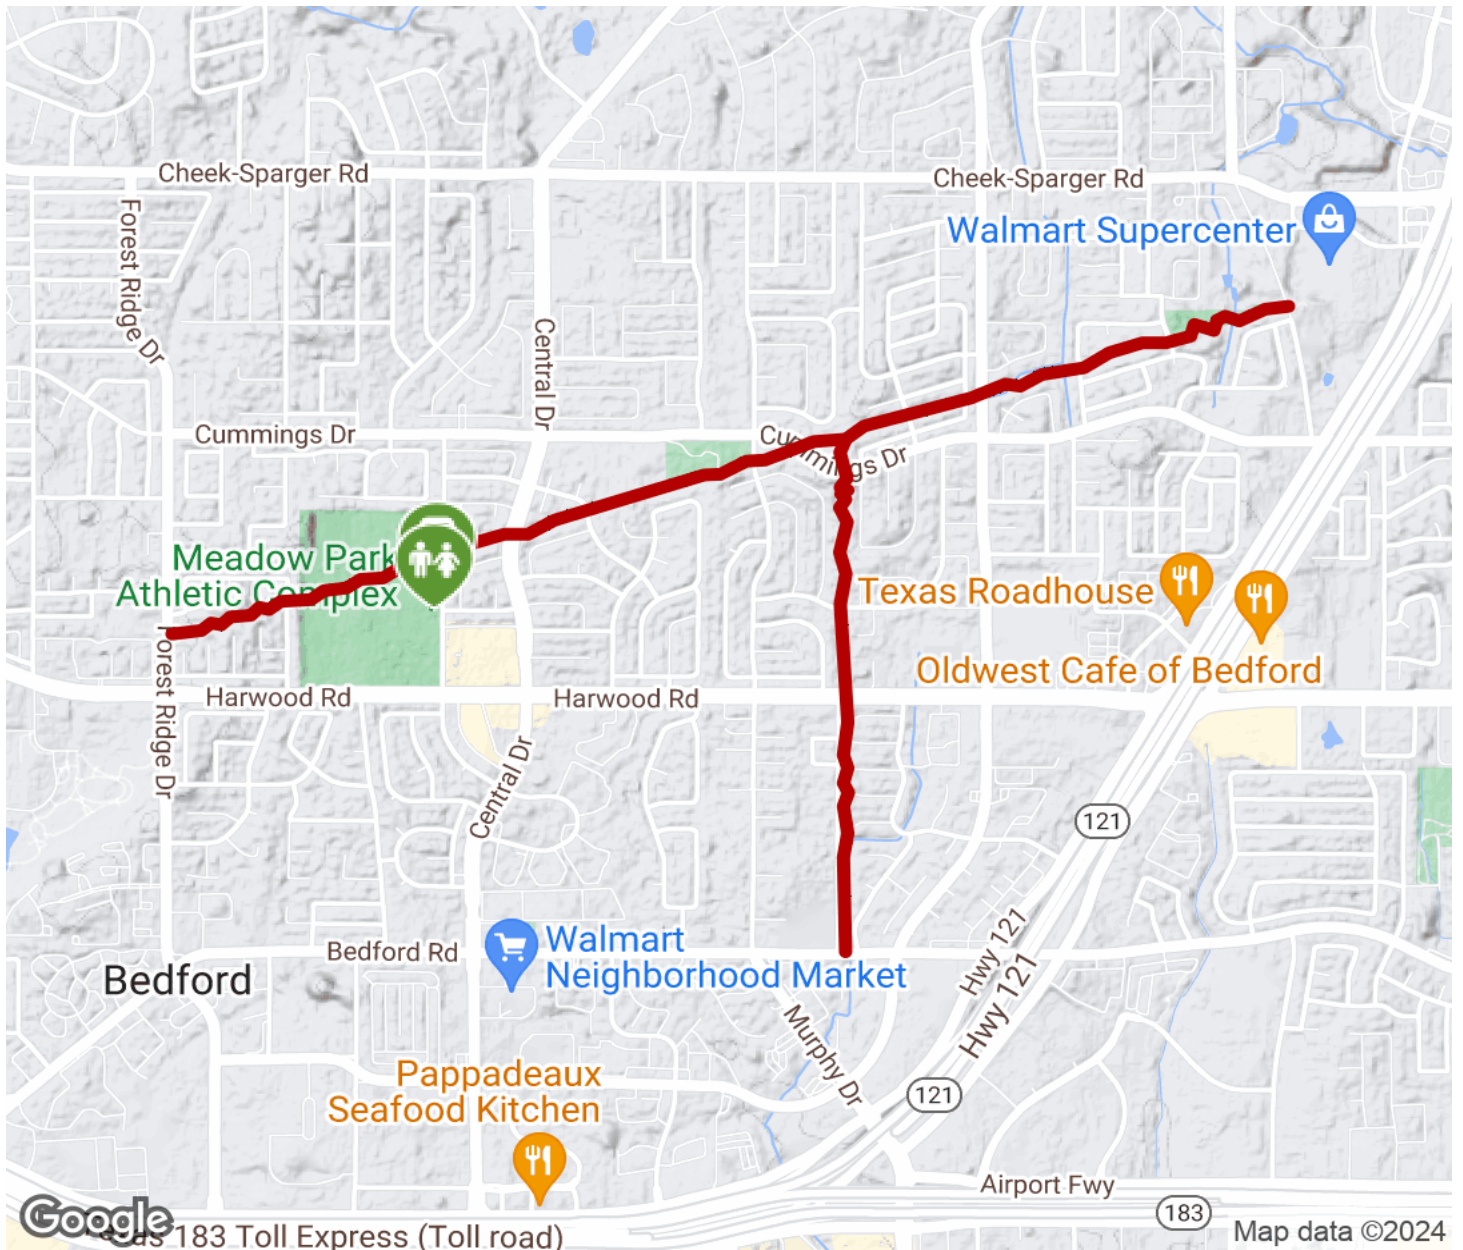 Cheek-Sparger Rd
Cheek-Sparger Rd
Walmart Supercenter
Forest Ridge Dr
Central Dr
Cummings Dr
Cummings Dr
Meadow Park
Athletic Complex
Texas Roadhouse
Oldwest Cafe of Bedford
Forest Ridge Dr
Harwood Rd
Harwood Rd
Central Dr
121
Hwy 121
Hwy 121
Bedford Rd
Walmart
Neighborhood Market
Bedford
Murphy Dr
Pappadeaux
Seafood Kitchen
121
Airport Fwy
183
Google
Texas 183 Toll Express (Toll road)
Map data ©2024